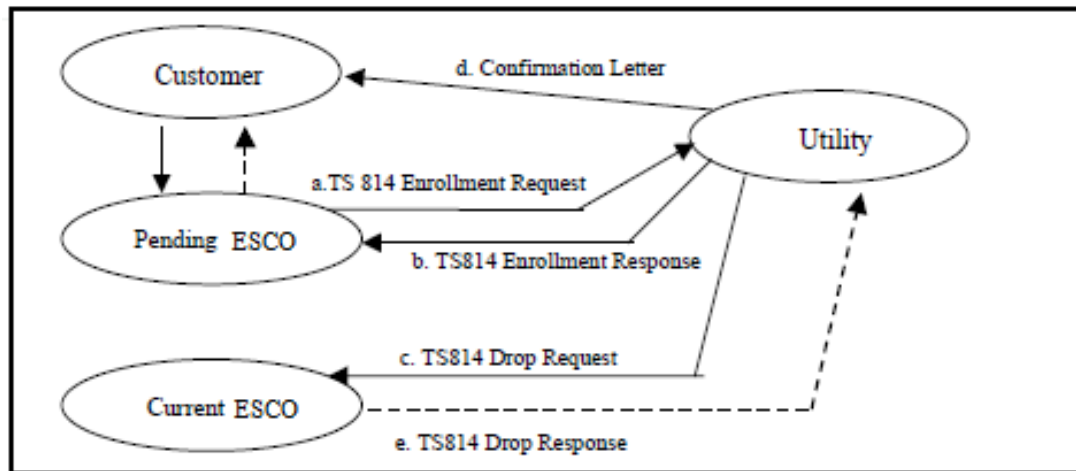 Customer
d. Confirmation Letter
Utility
a.TS 814 Enrollment Request
Pending ESCO
b. TS814 Enrollment Response
c. TS814 Drop Request
Current ESCO
e. TS814 Drop Response